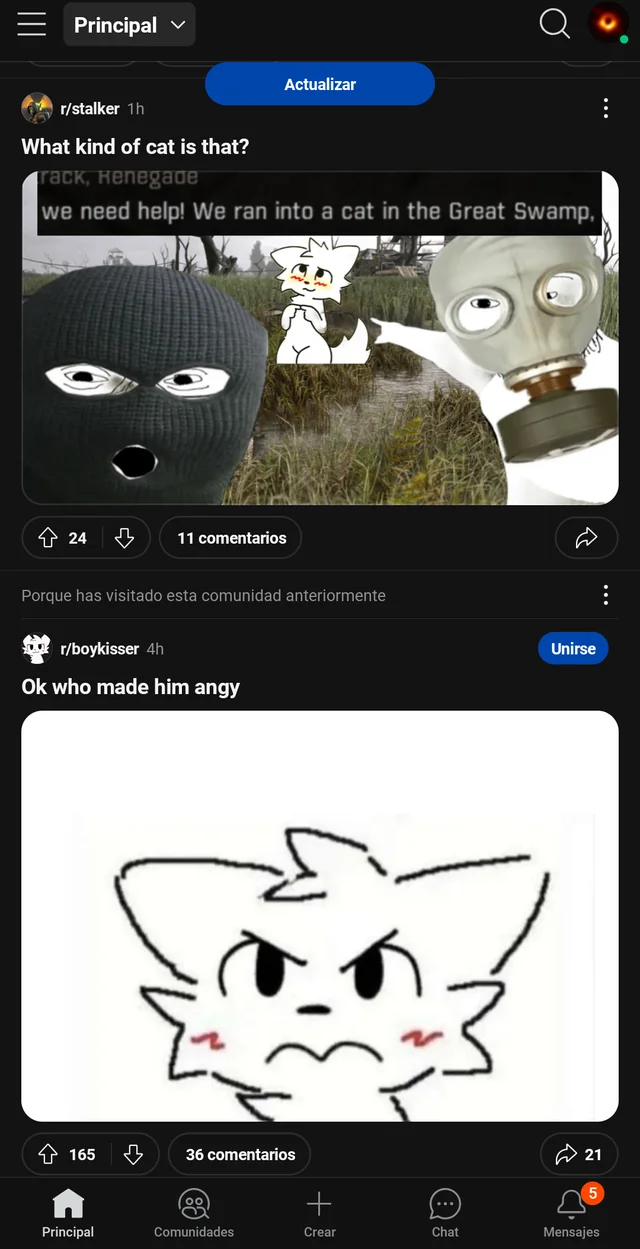 Principal
Actualizar
r/stalker 1h
What kind of cat is that?
rack, Renegade
we need help! We ran into a cat in the Great Swamp,
24
11 comentarios
Porque has visitado esta comunidad anteriormente
r/boykisser 4h
Unirse
Ok who made him angy
165
36 comentarios
21
5
Principal
Comunidades
Crear
Chat
Mensajes